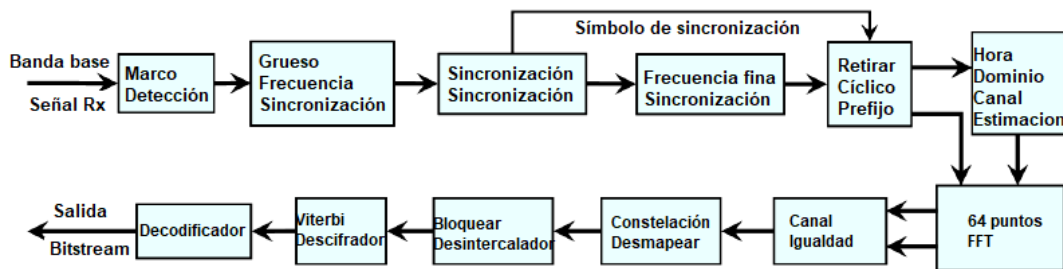 Símbolo de sincronización
Banda base
Señal Rx
Marco
Detección
Grueso
Frecuencia
Sincronización
Sincronización
Sincronización
Frecuencia fina
Sincronización
Retirar
Cíclico
Prefijo
Hora
Dominio
Canal
Estimacion
Salida
Bitstream
Decodificador
Viterbi
Descifrador
Bloquear
Desintercalador
Constelación
Desmapear
Canal
Igualdad
64 puntos
FFT